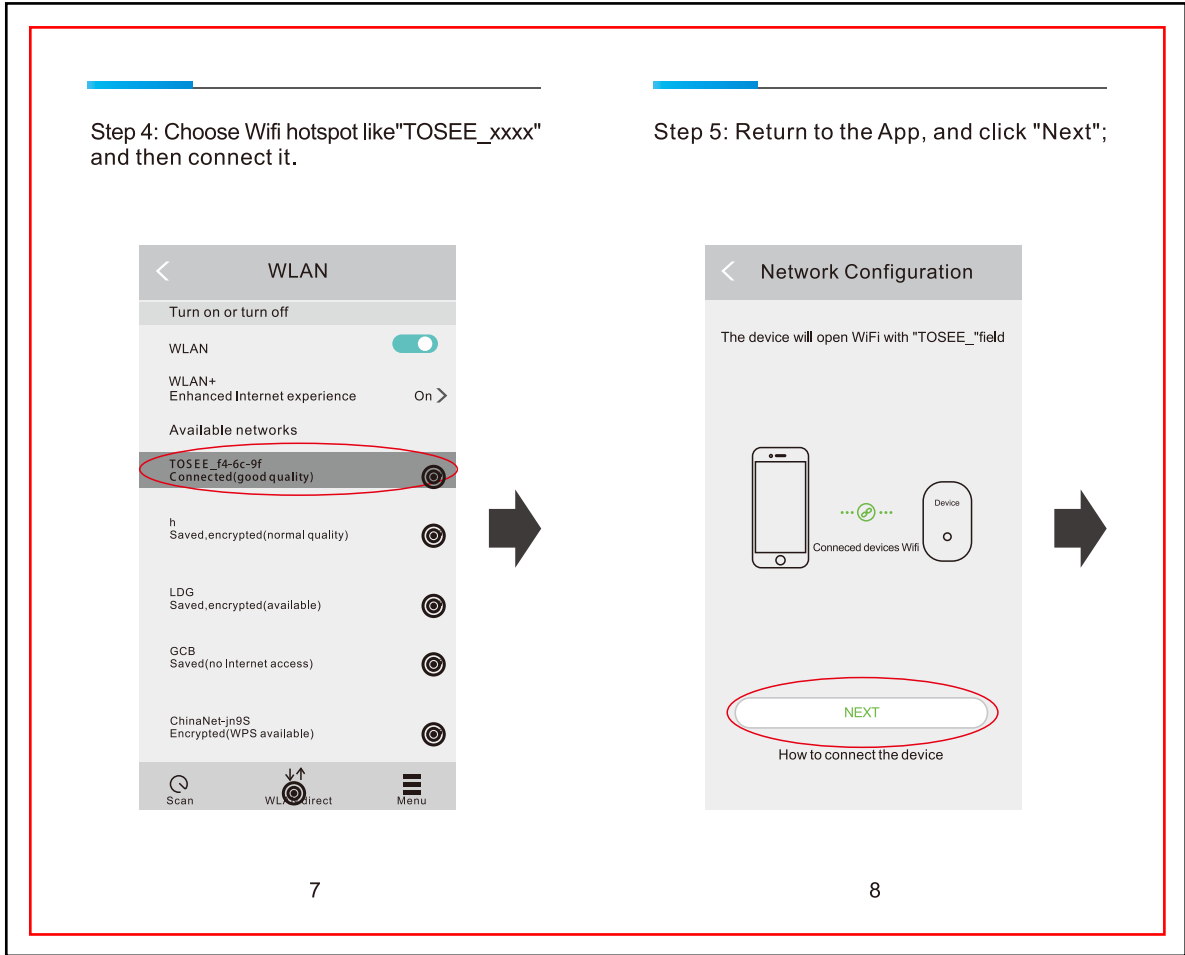 Step 4: Choose Wifi hotspot like"TOSEE_xxxx"
and then connect it.
WLAN
Turn on or turn off
WLAN
WLAN+
Enhanced Internet experience On
Available networks
TOSEE_f4-6c-9f
Connected(good quality)
h
Saved,encrypted(normal quality)
LDG
Saved,encrypted(available)
GCB
Saved(no Internet access)
ChinaNet-jn9S
Encrypted(WPS available)
Scan WLAN direct Menu
7
Step 5: Return to the App, and click "Next";
Network Configuration
The device will open WiFi with "TOSEE_"field
Device
Conneced devices Wifi
NEXT
How to connect the device
8